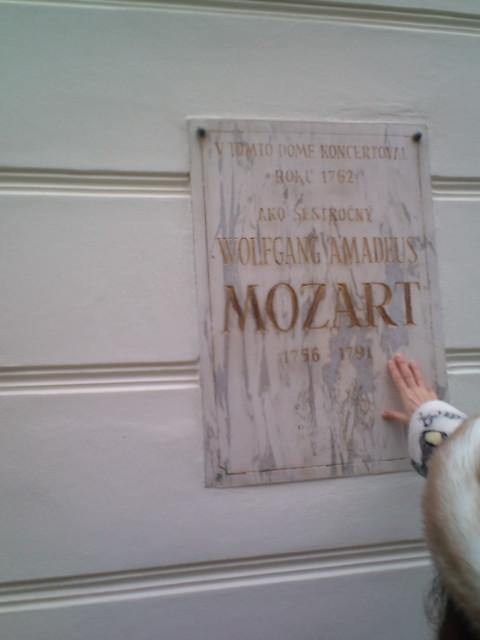 V TOMTO DOME KONCERTOVAL
ROKU 1762
AKO ŠESŤROČNÝ
WOLFGANG AMADEUS
MOZART
1756 - 1791